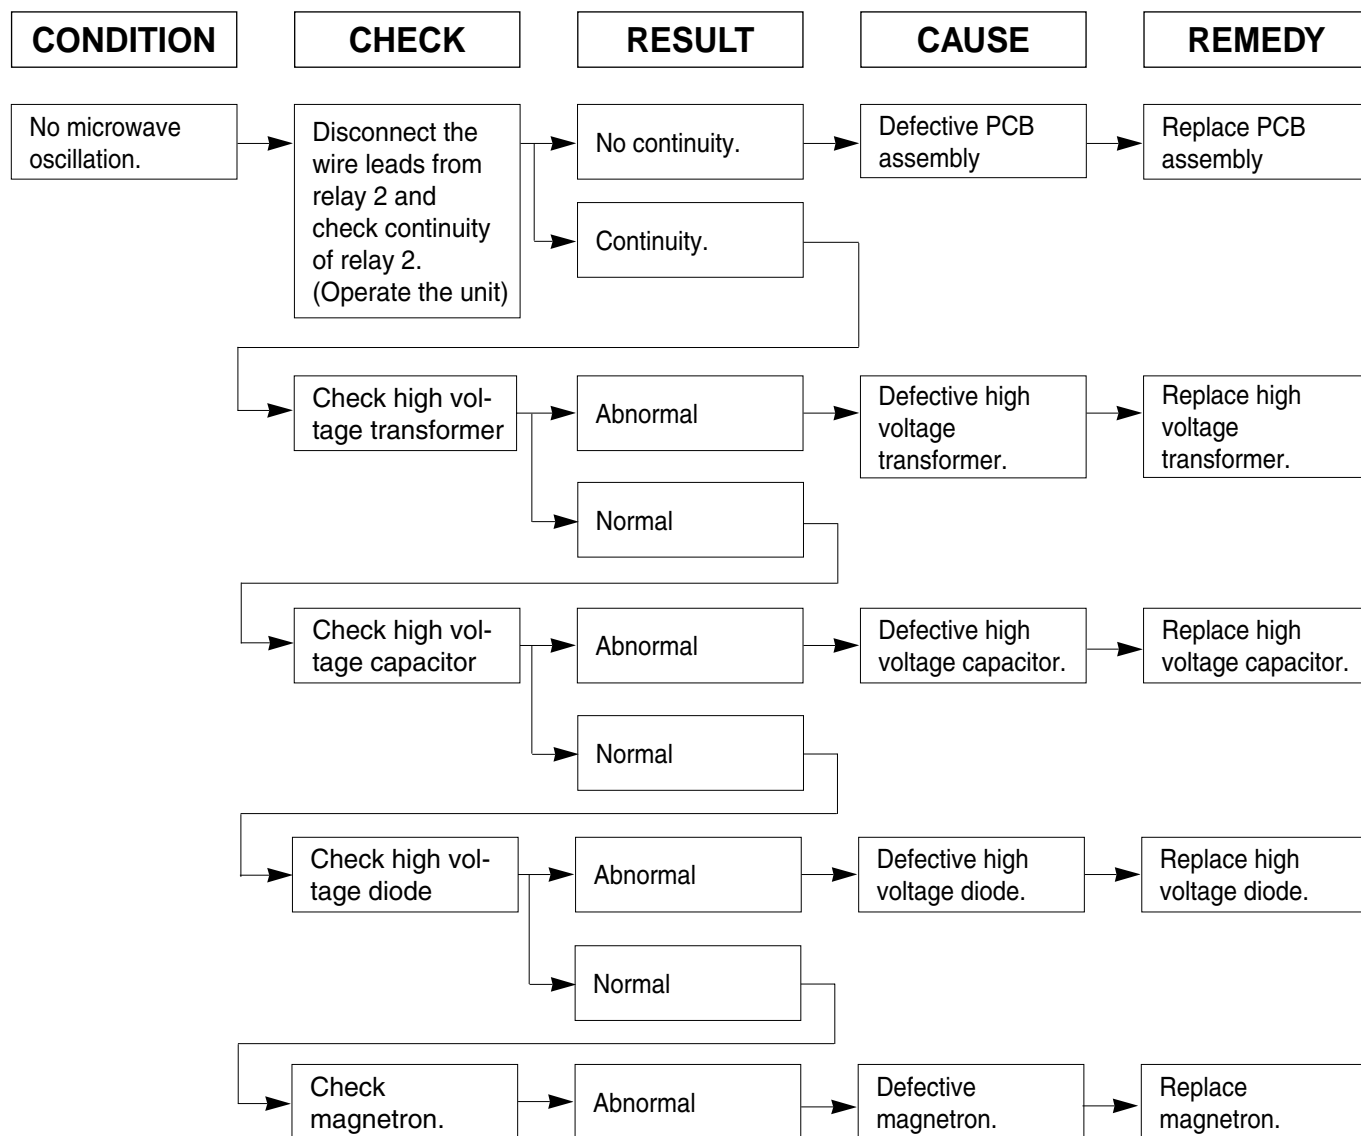 CONDITION
CHECK
RESULT
CAUSE
REMEDY
No microwave
oscillation.
Disconnect the
wire leads from
relay 2 and
check continuity
of relay 2.
(Operate the unit)
No continuity.
Defective PCB
assembly
Replace PCB
assembly
Continuity.
Check high vol-
tage transformer
Abnormal
Defective high
voltage
transformer.
Replace high
voltage
transformer.
Normal
Check high vol-
tage capacitor
Abnormal
Defective high
voltage capacitor.
Replace high
voltage capacitor.
Normal
Check high vol-
tage diode
Abnormal
Defective high
voltage diode.
Replace high
voltage diode.
Normal
Check
magnetron.
Abnormal
Defective
magnetron.
Replace
magnetron.